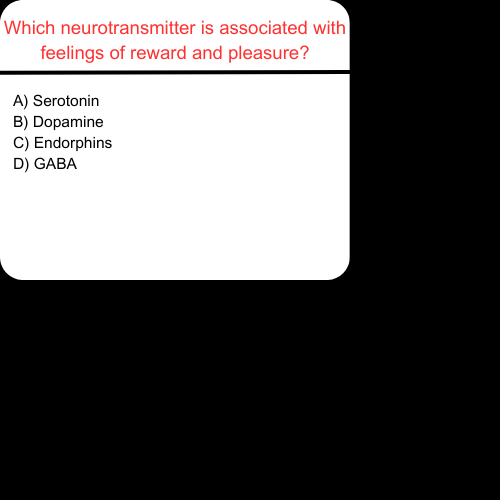 Which neurotransmitter is associated with
feelings of reward and pleasure?
A) Serotonin
B) Dopamine
C) Endorphins
D) GABA